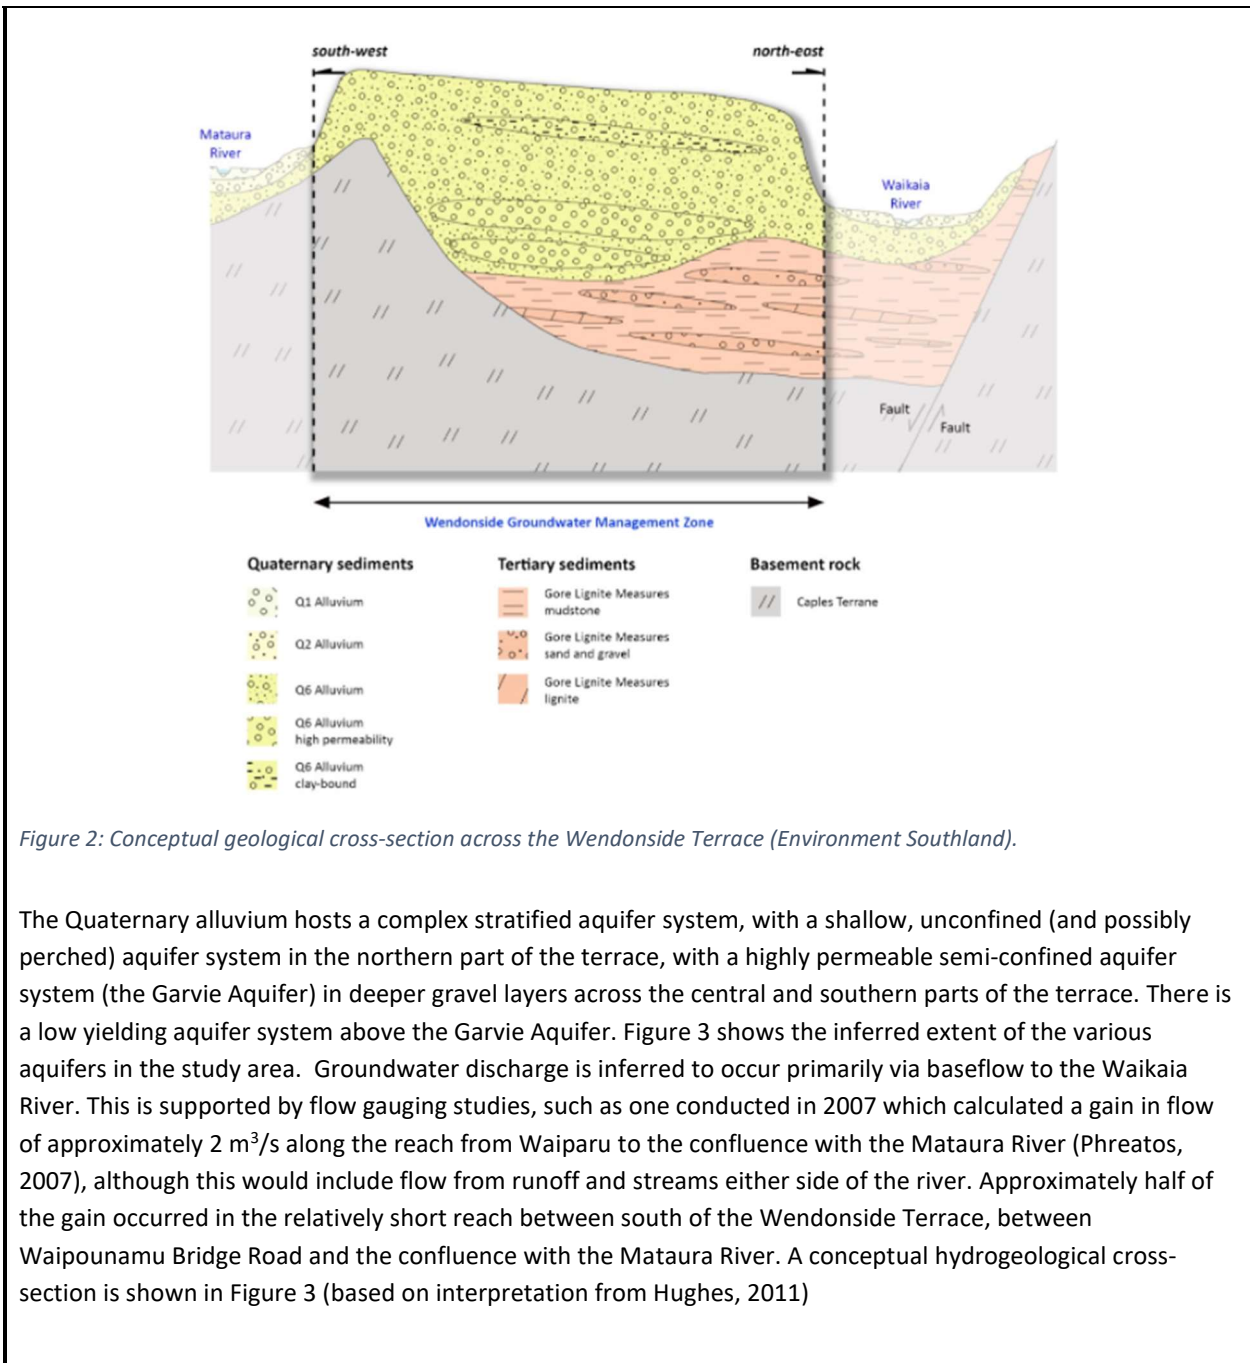 south-west
north-east
Mataura
River
Waikaia
River
Fault
Fault
Wendonside Groundwater Management Zone
Quaternary sediments
Q1 Alluvium
Q2 Alluvium
Q6 Alluvium
Q6 Alluvium
high permeability
Q6 Alluvium
clay-bound
Tertiary sediments
Gore Lignite Measures
mudstone
Gore Lignite Measures
sand and gravel
Gore Lignite Measures
lignite
Basement rock
Caples Terrane
Figure 2: Conceptual geological cross-section across the Wendonside Terrace (Environment Southland).
The Quaternary alluvium hosts a complex stratified aquifer system, with a shallow, unconfined (and possibly
perched) aquifer system in the northern part of the terrace, with a highly permeable semi-confined aquifer
system (the Garvie Aquifer) in deeper gravel layers across the central and southern parts of the terrace. There is
a low yielding aquifer system above the Garvie Aquifer. Figure 3 shows the inferred extent of the various
aquifers in the study area.  Groundwater discharge is inferred to occur primarily via baseflow to the Waikaia
River. This is supported by flow gauging studies, such as one conducted in 2007 which calculated a gain in flow
of approximately 2 m³/s along the reach from Waiparu to the confluence with the Mataura River (Phreatos,
2007), although this would include flow from runoff and streams either side of the river. Approximately half of
the gain occurred in the relatively short reach between south of the Wendonside Terrace, between
Waipounamu Bridge Road and the confluence with the Mataura River. A conceptual hydrogeological cross-
section is shown in Figure 3 (based on interpretation from Hughes, 2011)